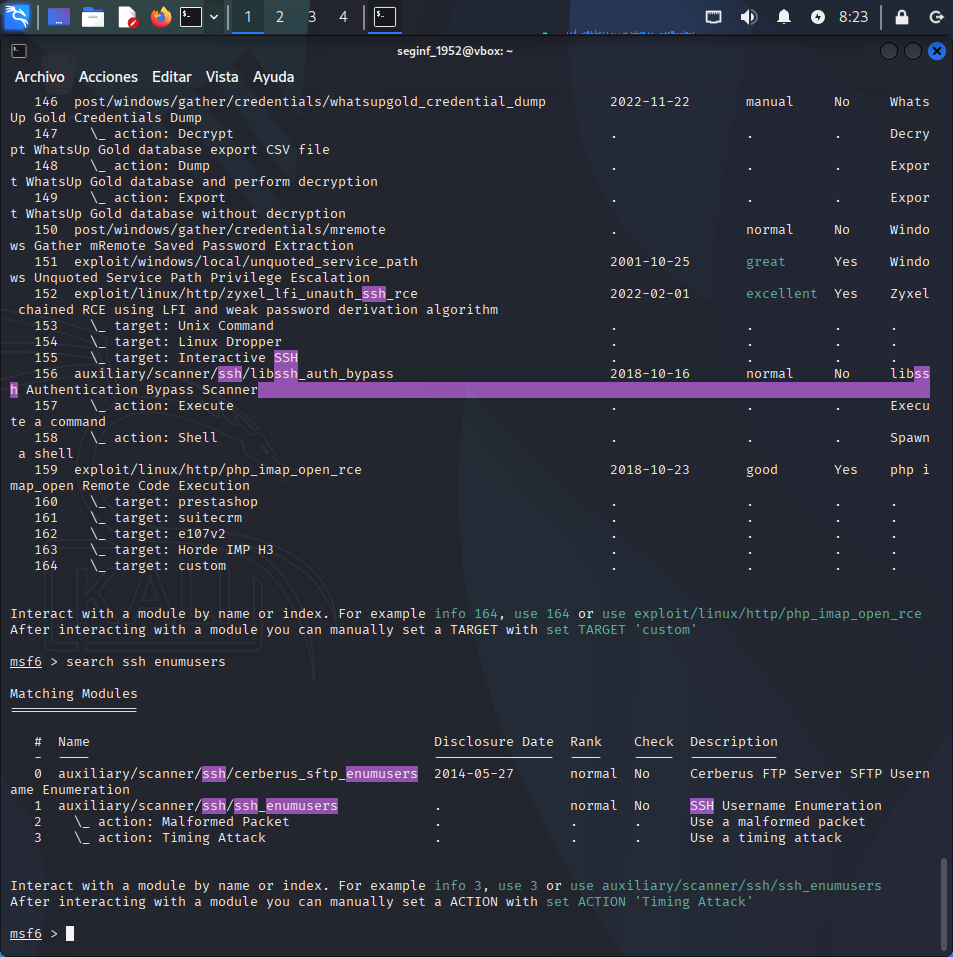 1 2 3 4 8:23
seginf_1952@vbox: ~
Archivo Acciones Editar Vista Ayuda
146 post/windows/gather/credentials/whatsupgold_credential_dump 2022-11-22 manual No Whats
Up Gold Credentials Dump
147 \_ action: Decrypt . . . Decry
pt WhatsUp Gold database export CSV file
148 \_ action: Dump . . . Expor
t WhatsUp Gold database and perform decryption
149 \_ action: Export . . . Expor
t WhatsUp Gold database without decryption
150 post/windows/gather/credentials/mremote . normal No Windo
ws Gather mRemote Saved Password Extraction
151 exploit/windows/local/unquoted_service_path 2001-10-25 great Yes Windo
ws Unquoted Service Path Privilege Escalation
152 exploit/linux/http/zyxel_lfi_unauth_ssh_rce 2022-02-01 excellent Yes Zyxel
chained RCE using LFI and weak password derivation algorithm
153 \_ target: Unix Command . . . .
154 \_ target: Linux Dropper . . . .
155 \_ target: Interactive SSH . . . .
156 auxiliary/scanner/ssh/libssh_auth_bypass 2018-10-16 normal No libss
h Authentication Bypass Scanner
157 \_ action: Execute . . . Execu
te a command
158 \_ action: Shell . . . Spawn
a shell
159 exploit/linux/http/php_imap_open_rce 2018-10-23 good Yes php i
map_open Remote Code Execution
160 \_ target: prestashop . . . .
161 \_ target: suitecrm . . . .
162 \_ target: e107v2 . . . .
163 \_ target: Horde IMP H3 . . . .
164 \_ target: custom . . . .
Interact with a module by name or index. For example info 164, use 164 or use exploit/linux/http/php_imap_open_rce
After interacting with a module you can manually set a TARGET with set TARGET 'custom'
msf6 > search ssh enumusers
Matching Modules
================
# Name Disclosure Date Rank Check Description
- ---- --------------- ---- ----- -----------
0 auxiliary/scanner/ssh/cerberus_sftp_enumusers 2014-05-27 normal No Cerberus FTP Server SFTP Usern
ame Enumeration
1 auxiliary/scanner/ssh/ssh_enumusers . normal No SSH Username Enumeration
2 \_ action: Malformed Packet . . . Use a malformed packet
3 \_ action: Timing Attack . . . Use a timing attack
Interact with a module by name or index. For example info 3, use 3 or use auxiliary/scanner/ssh/ssh_enumusers
After interacting with a module you can manually set a ACTION with set ACTION 'Timing Attack'
msf6 >
KALI